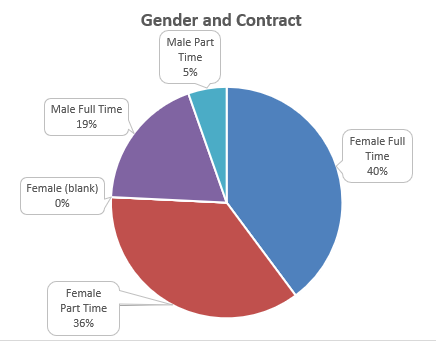 Gender and Contract
Male Part
Time
5%
Male Full Time
19%
Female Full
Time
40%
Female (blank)
0%
Female
Part Time
36%